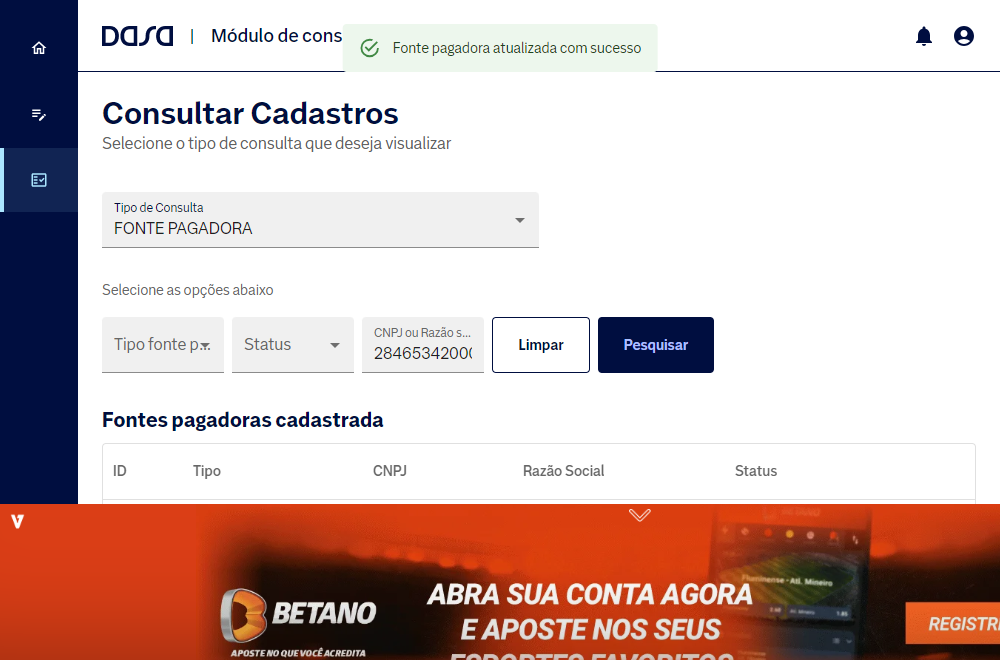 DASA | Módulo de cons
Fonte pagadora atualizada com sucesso
Consultar Cadastros
Selecione o tipo de consulta que deseja visualizar
Tipo de Consulta
FONTE PAGADORA
Selecione as opções abaixo
Tipo fonte p...
Status
CNPJ ou Razão s...
2846534200
Limpar
Pesquisar
Fontes pagadoras cadastrada
ID Tipo CNPJ Razão Social Status
BETANO
Fluminense - Atl. Mineiro
BETANO
APOSTE NO QUE VOCÊ ACREDITA
ABRA SUA CONTA AGORA
E APOSTE NOS SEUS
ESPORTES FAVORITOS
REGISTR